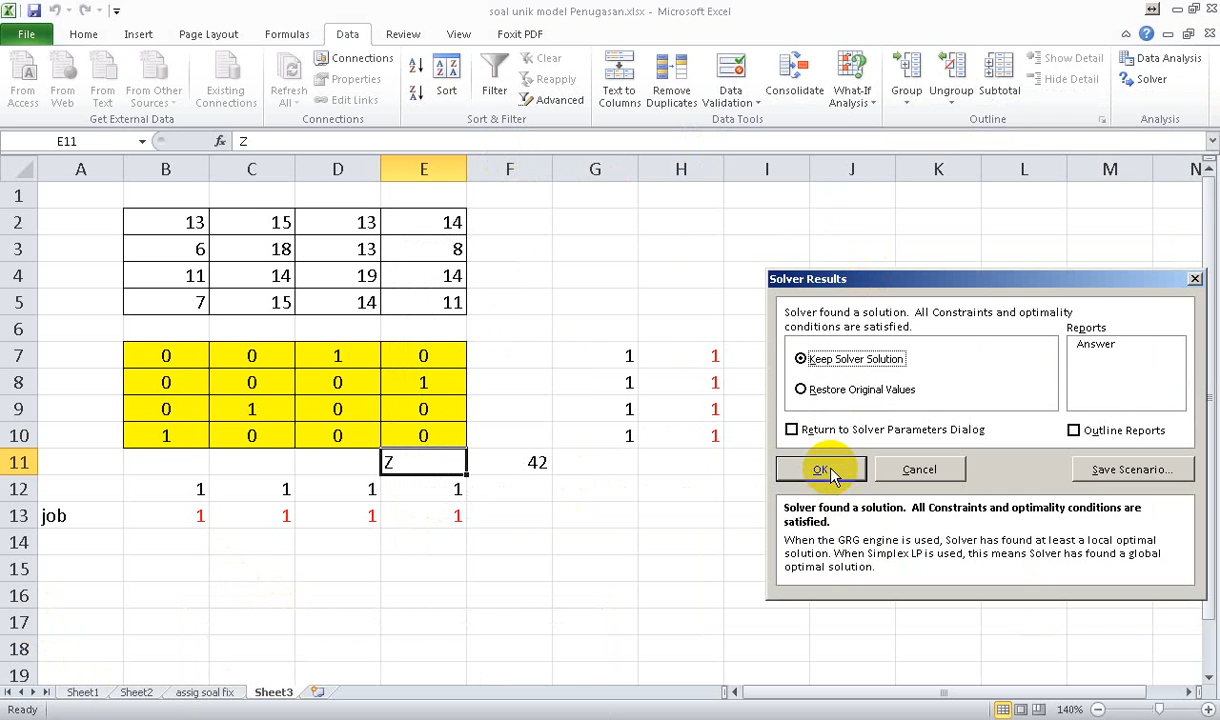 soal unik model Penugasan.xlsx - Microsoft Excel
File Home Insert Page Layout Formulas Data Review View Foxit PDF
From Access
From Web
From Text
From Other Sources
Existing Connections
Get External Data
Refresh All
Connections
Properties
Edit Links
Connections
Sort
Filter
Clear
Reapply
Advanced
Sort & Filter
Text to Columns
Remove Duplicates
Data Validation
Consolidate
What-If Analysis
Data Tools
Group
Ungroup
Subtotal
Show Detail
Hide Detail
Outline
Data Analysis
Solver
Analysis
E11 fx Z
A B C D E F G H I J K L M N
1
2 13 15 13 14
3 6 18 13 8
4 11 14 19 14
5 7 15 14 11
6
7 0 0 1 0 1 1
8 0 0 0 1 1 1
9 0 1 0 0 1 1
10 1 0 0 0 1 1
11 Z 42
12 1 1 1 1
13 job 1 1 1 1
14
15
16
17
18
19
Solver Results
Solver found a solution. All Constraints and optimality
conditions are satisfied.
Reports
Answer
Keep Solver Solution
Restore Original Values
Return to Solver Parameters Dialog
Outline Reports
OK Cancel Save Scenario...
Solver found a solution. All Constraints and optimality conditions are
satisfied.
When the GRG engine is used, Solver has found at least a local optimal
solution. When Simplex LP is used, this means Solver has found a global
optimal solution.
Sheet1 Sheet2 assig soal fix Sheet3
Ready 140%